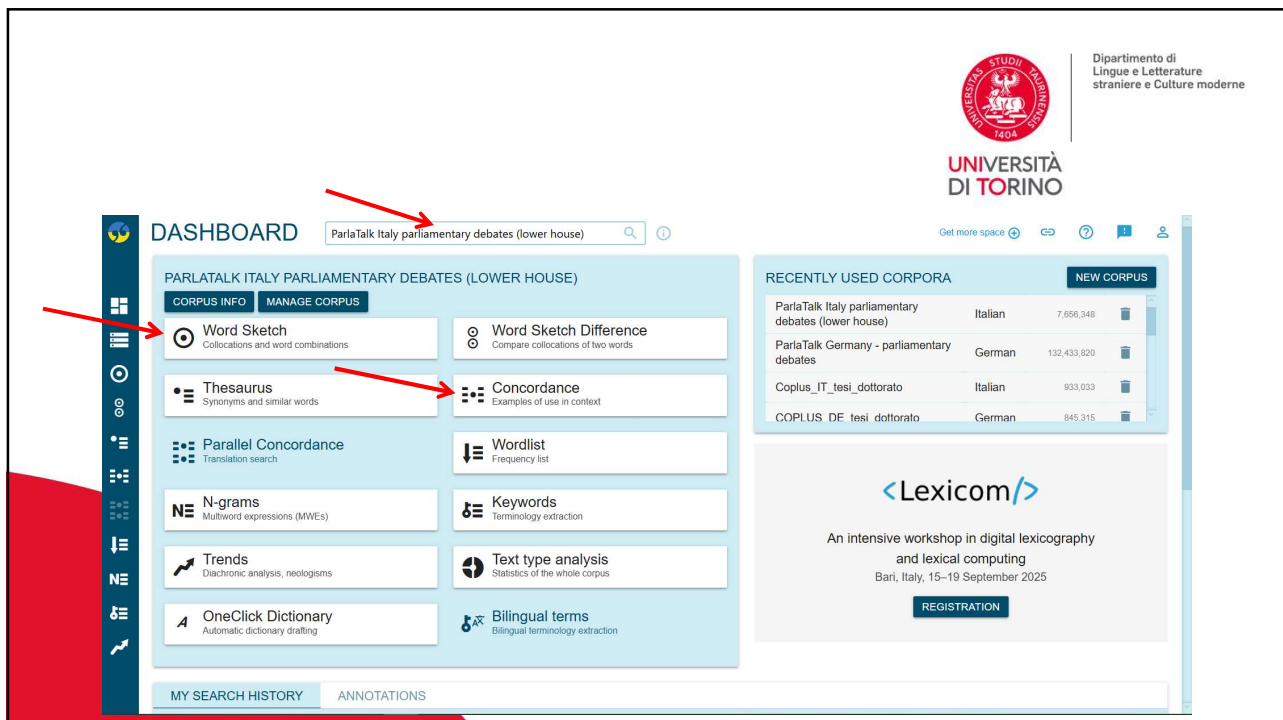 STUDII
UNIVERSITAS
TAURINENSIS
1404
Dipartimento di
Lingue e Letterature
straniere e Culture moderne
UNIVERSITÀ
DI TORINO
DASHBOARD
ParlaTalk Italy parliamentary debates (lower house)
Get more space
PARLATALK ITALY PARLIAMENTARY DEBATES (LOWER HOUSE)
CORPUS INFO
MANAGE CORPUS
Word Sketch
Collocations and word combinations
Word Sketch Difference
Compare collocations of two words
Thesaurus
Synonyms and similar words
Concordance
Examples of use in context
Parallel Concordance
Translation search
Wordlist
Frequency list
N-grams
Multiword expressions (MWEs)
Keywords
Terminology extraction
Trends
Diachronic analysis, neologisms
Text type analysis
Statistics of the whole corpus
OneClick Dictionary
Automatic dictionary drafting
Bilingual terms
Bilingual terminology extraction
RECENTLY USED CORPORA
NEW CORPUS
ParlaTalk Italy parliamentary
debates (lower house)
Italian
7,656,348
ParlaTalk Germany - parliamentary
debates
German
132,433,820
Coplus_IT_tesi_dottorato
Italian
933,033
COPLUS_DE_tesi_dottorato
German
845,315
<Lexicom/>
An intensive workshop in digital lexicography
and lexical computing
Bari, Italy, 15–19 September 2025
REGISTRATION
MY SEARCH HISTORY
ANNOTATIONS